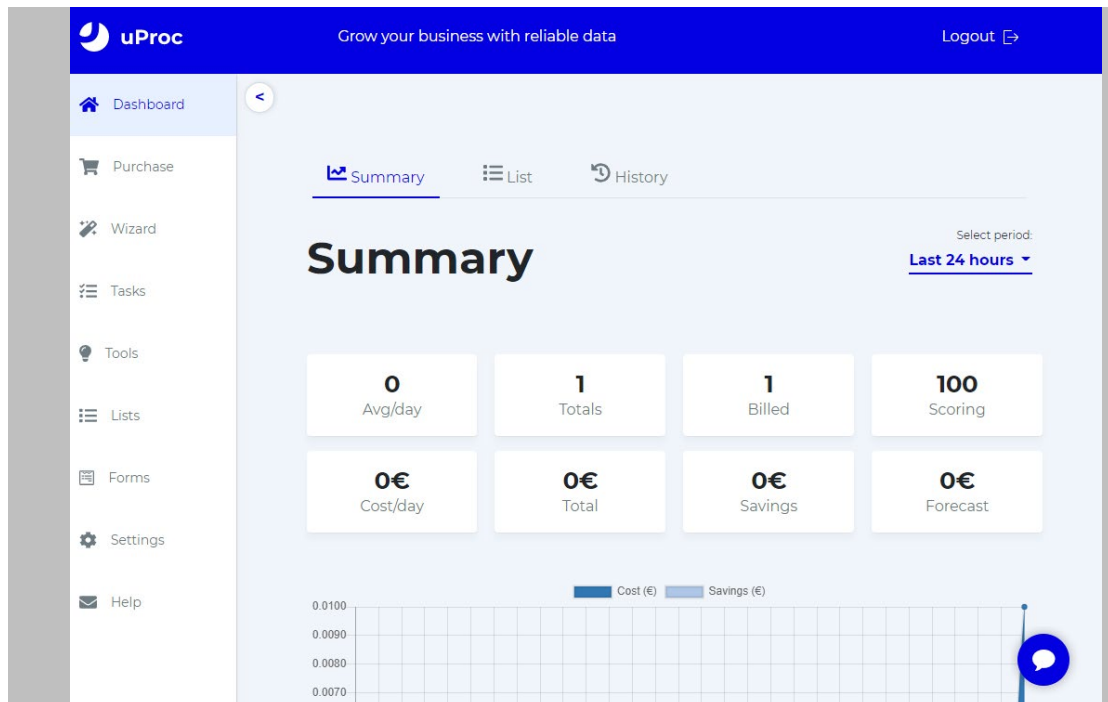 uProc
Grow your business with reliable data
Logout
Dashboard
Purchase
Wizard
Tasks
Tools
Lists
Forms
Settings
Help
<
Summary
List
History
Summary
Select period:
Last 24 hours
0
Avg/day
1
Totals
1
Billed
100
Scoring
0€
Cost/day
0€
Total
0€
Savings
0€
Forecast
Cost (€)
Savings (€)
0.0100
0.0090
0.0080
0.0070